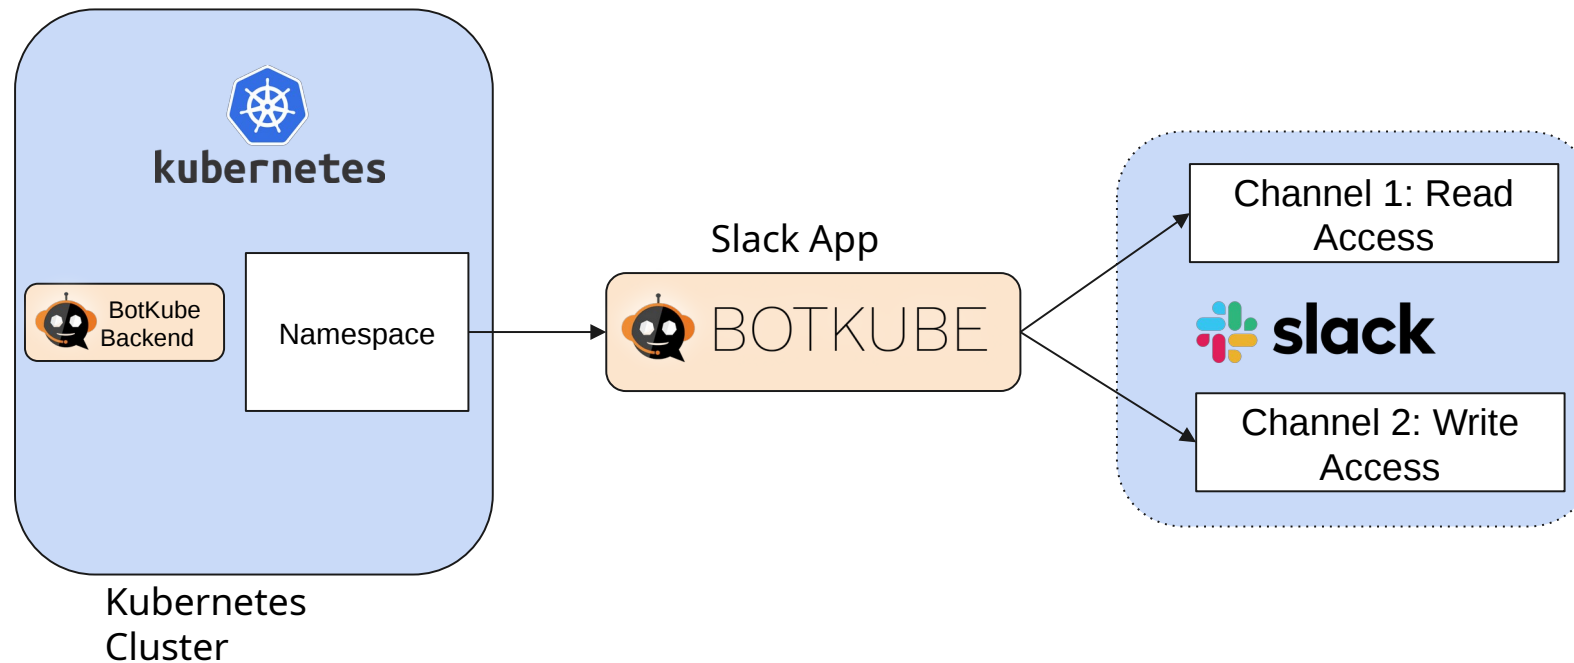 kubernetes
BotKube
Backend
Namespace
Kubernetes
Cluster
Slack App
BOTKUBE
Channel 1: Read
Access
slack
Channel 2: Write
Access